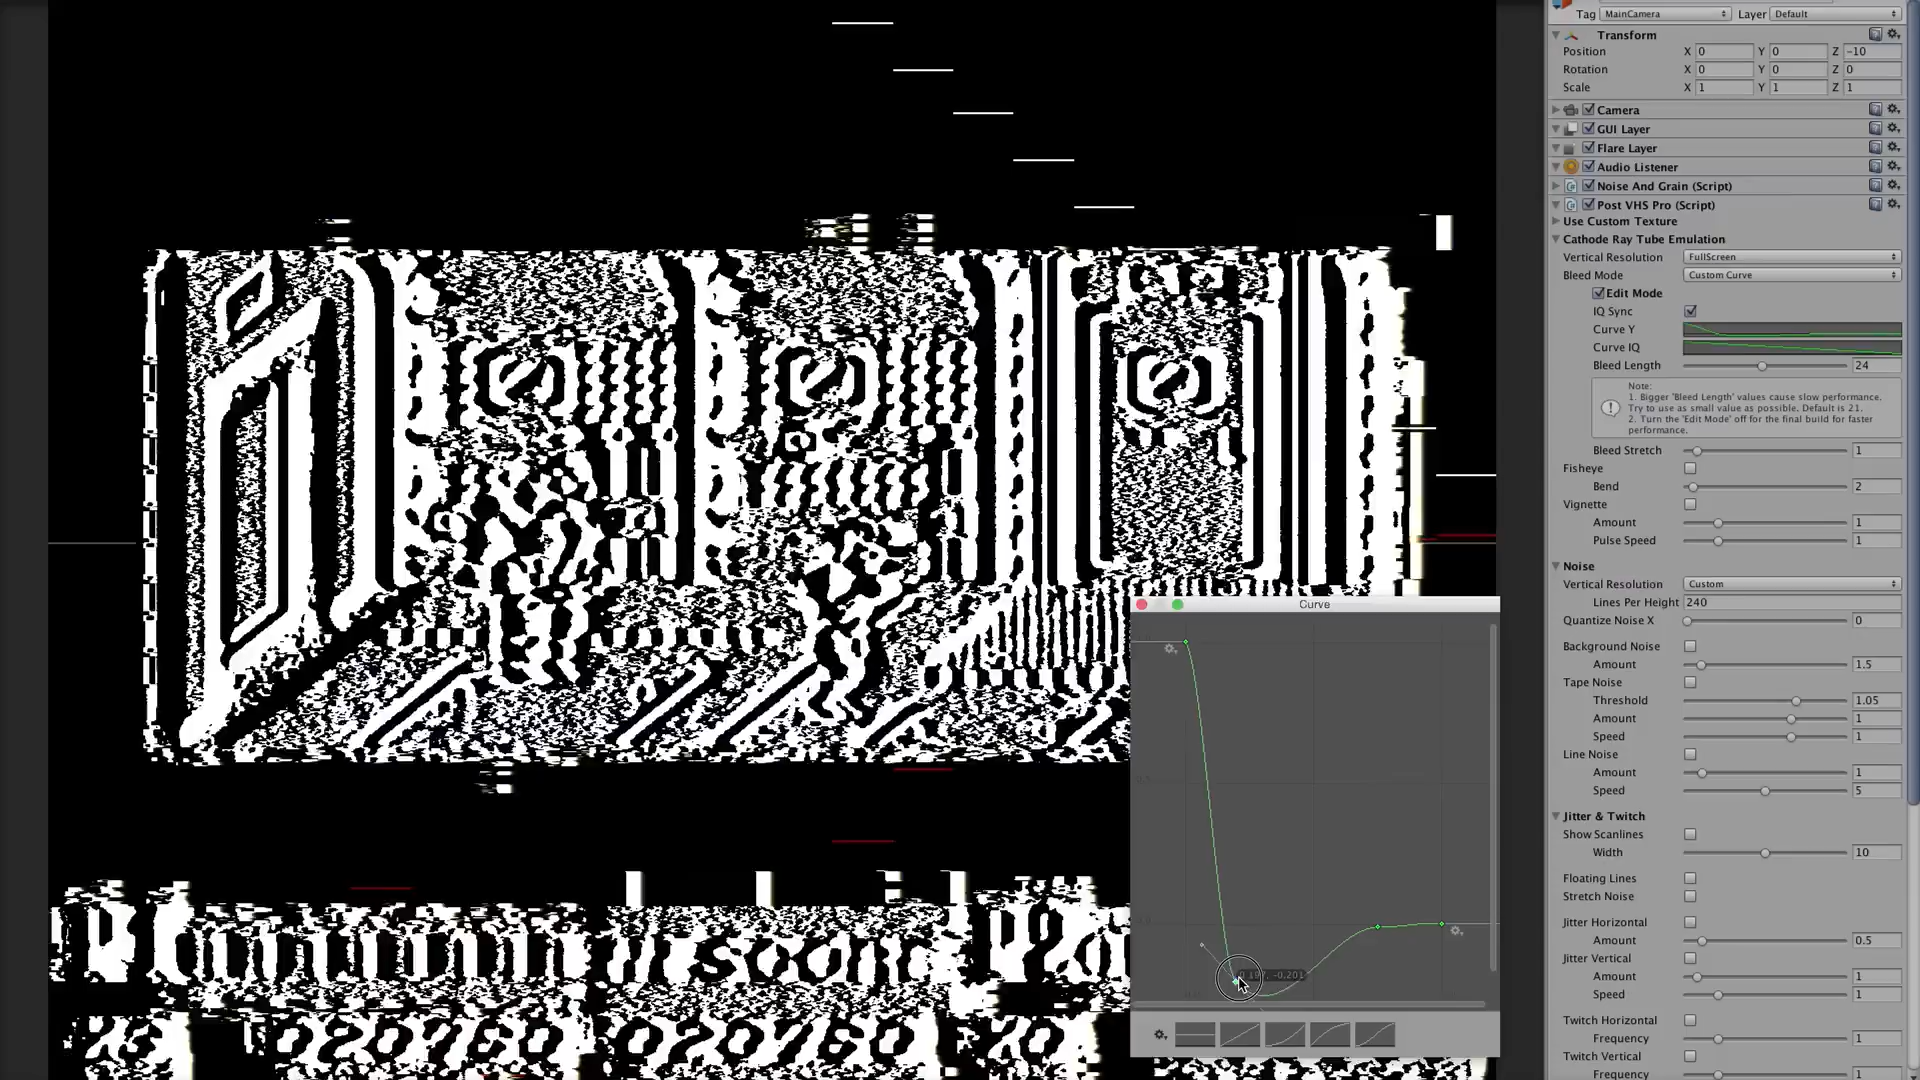 Tag MainCamera Layer Default
Transform
Position X 0 Y 0 Z -10
Rotation X 0 Y 0 Z 0
Scale X 1 Y 1 Z 1
Camera
GUI Layer
Flare Layer
Audio Listener
Noise And Grain (Script)
Post VHS Pro (Script)
Use Custom Texture
Cathode Ray Tube Emulation
Vertical Resolution FullScreen
Bleed Mode Custom Curve
Edit Mode
IQ Sync
Curve Y
Curve IQ
Bleed Length 24
Note:
1. Bigger 'Bleed Length' values cause slow performance.
Try to use as small value as possible. Default is 21.
2. Turn the 'Edit Mode' off for the final build for faster
performance.
Bleed Stretch 1
Fisheye
Bend 2
Vignette
Amount 1
Pulse Speed 1
Noise
Vertical Resolution Custom
Lines Per Height 240
Quantize Noise X 0
Background Noise
Amount 1.5
Tape Noise
Threshold 1.05
Amount 1
Speed 1
Line Noise
Amount 1
Speed 5
Jitter & Twitch
Show Scanlines
Width 10
Floating Lines
Stretch Noise
Jitter Horizontal
Amount 0.5
Jitter Vertical
Amount 1
Speed 1
Twitch Horizontal
Frequency 1
Twitch Vertical
Frequency 1
Curve
020760
020760